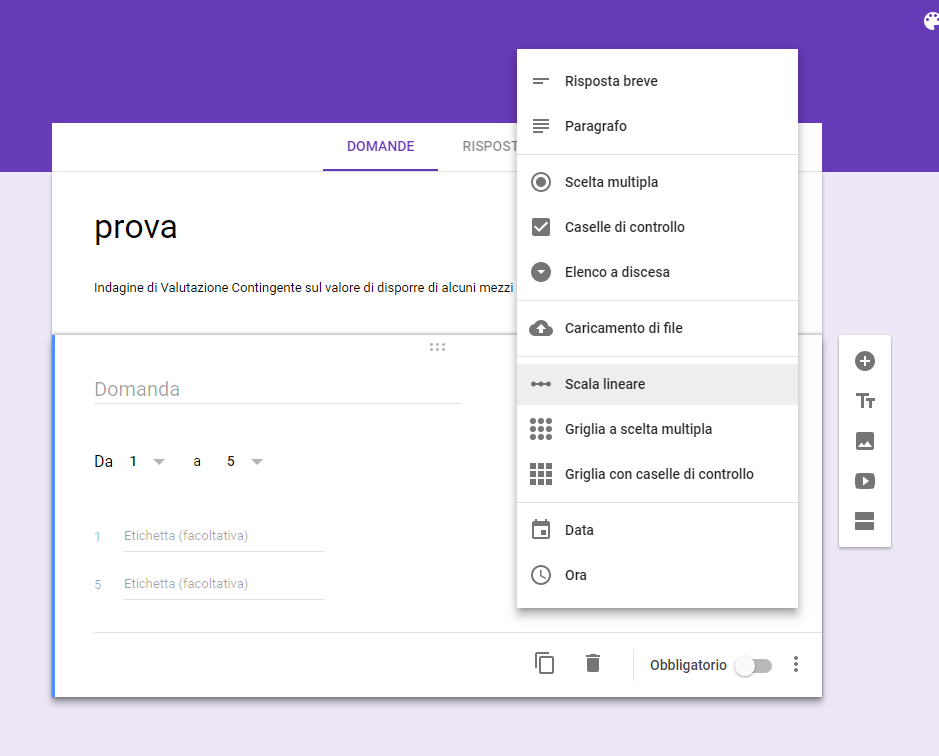 DOMANDE RISPOST
prova
Indagine di Valutazione Contingente sul valore di disporre di alcuni mezzi
Domanda
Da 1 a 5
1 Etichetta (facoltativa)
5 Etichetta (facoltativa)
Risposta breve
Paragrafo
Scelta multipla
Caselle di controllo
Elenco a discesa
Caricamento di file
Scala lineare
Griglia a scelta multipla
Griglia con caselle di controllo
Data
Ora
Tт
Obbligatorio